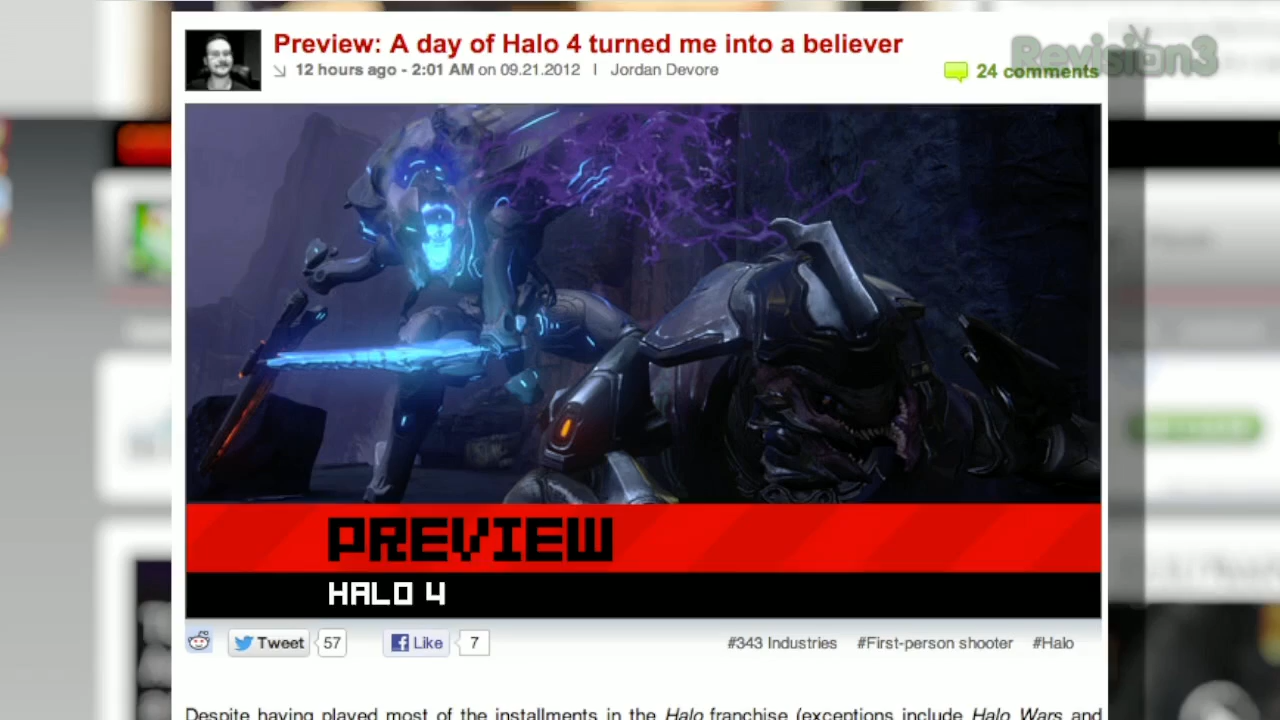 Preview: A day of Halo 4 turned me into a believer
12 hours ago - 2:01 AM on 09.21.2012 | Jordan Devore
24 comments
Revision3
PREVIEW
HALO 4
Tweet 57 Like 7 #343 Industries #First-person shooter #Halo
Despite having played most of the installments in the Halo franchise (exceptions include Halo Wars and